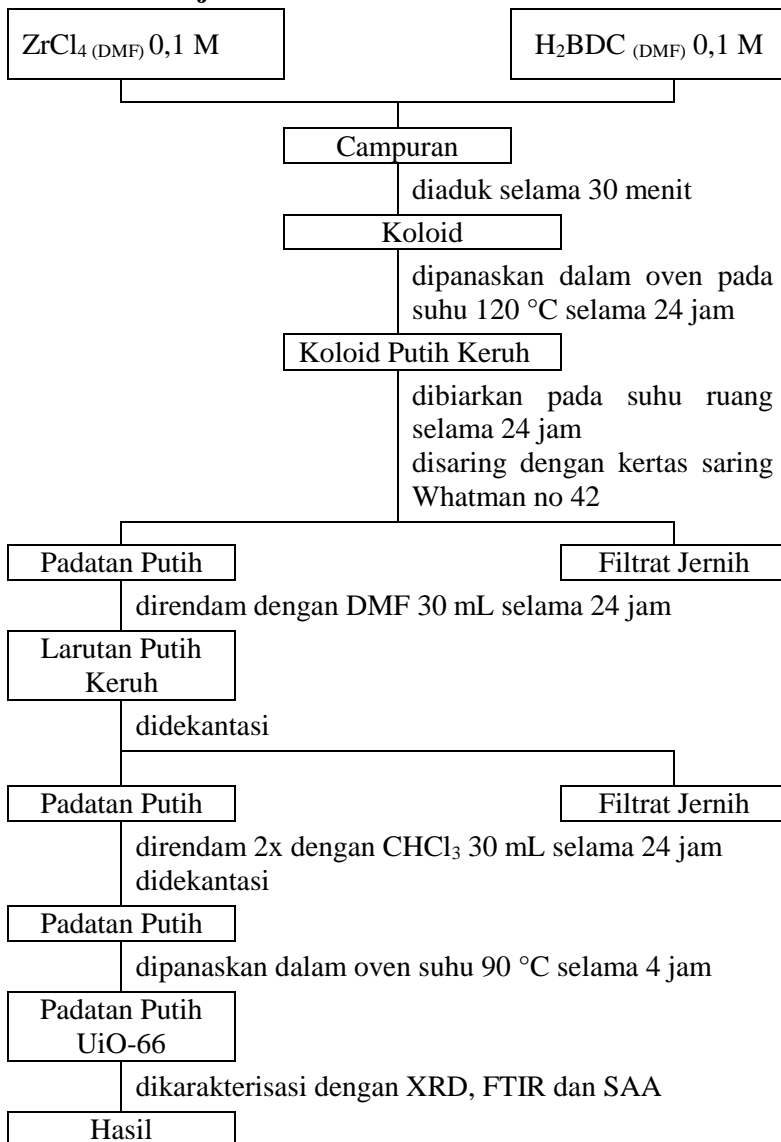 ZrCl₄ (DMF) 0,1 M
H₂BDC (DMF) 0,1 M
Campuran
diaduk selama 30 menit
Koloid
dipanaskan dalam oven pada
suhu 120 °C selama 24 jam
Koloid Putih Keruh
dibiarkan pada suhu ruang
selama 24 jam
disaring dengan kertas saring
Whatman no 42
Padatan Putih
Filtrat Jernih
direndam dengan DMF 30 mL selama 24 jam
Larutan Putih
Keruh
didekantasi
Padatan Putih
Filtrat Jernih
direndam 2x dengan CHCl₃ 30 mL selama 24 jam
didekantasi
Padatan Putih
dipanaskan dalam oven suhu 90 °C selama 4 jam
Padatan Putih
UiO-66
dikarakterisasi dengan XRD, FTIR dan SAA
Hasil